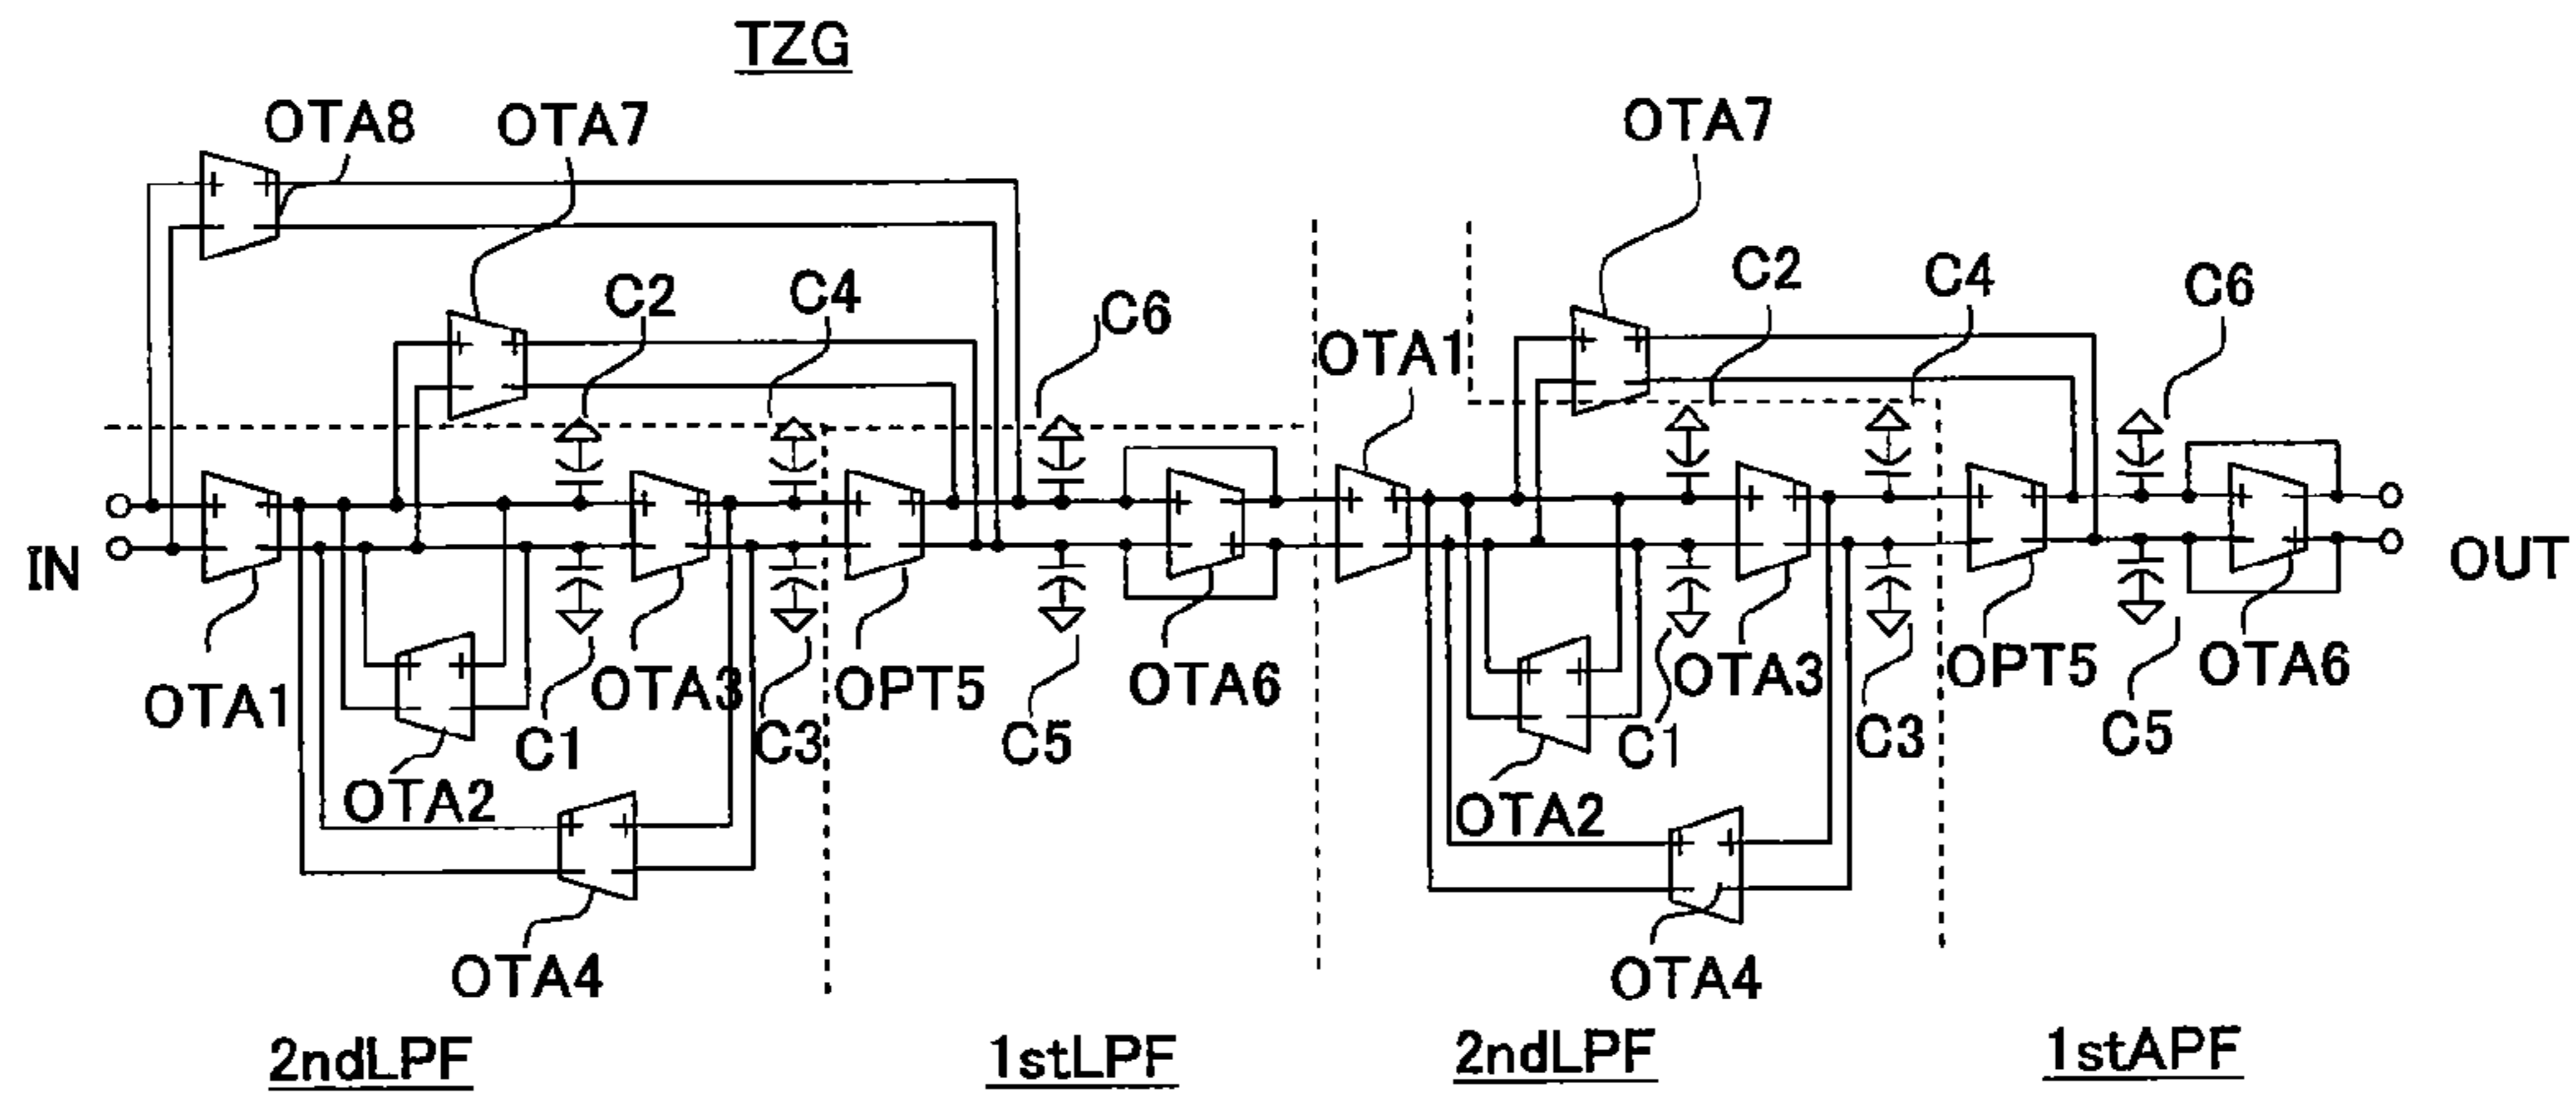 TZG
OTA8
OTA7
OTA7
C2
C4
C6
C2
C4
C6
OTA1
IN
OUT
OTA1
OTA2
C1
OTA3
C3
OPT5
C5
OTA6
OTA2
C1
OTA3
C3
OPT5
C5
OTA6
OTA4
OTA4
2ndLPF
1stLPF
2ndLPF
1stAPF